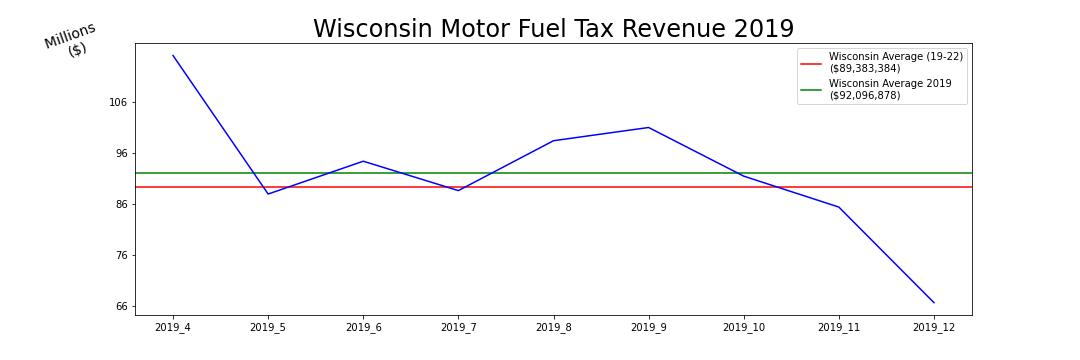 Wisconsin Motor Fuel Tax Revenue 2019
Millions
($)
Wisconsin Average (19-22)
($89,383,384)
Wisconsin Average 2019
($92,096,878)
106
96
86
76
66
2019_4 2019_5 2019_6 2019_7 2019_8 2019_9 2019_10 2019_11 2019_12